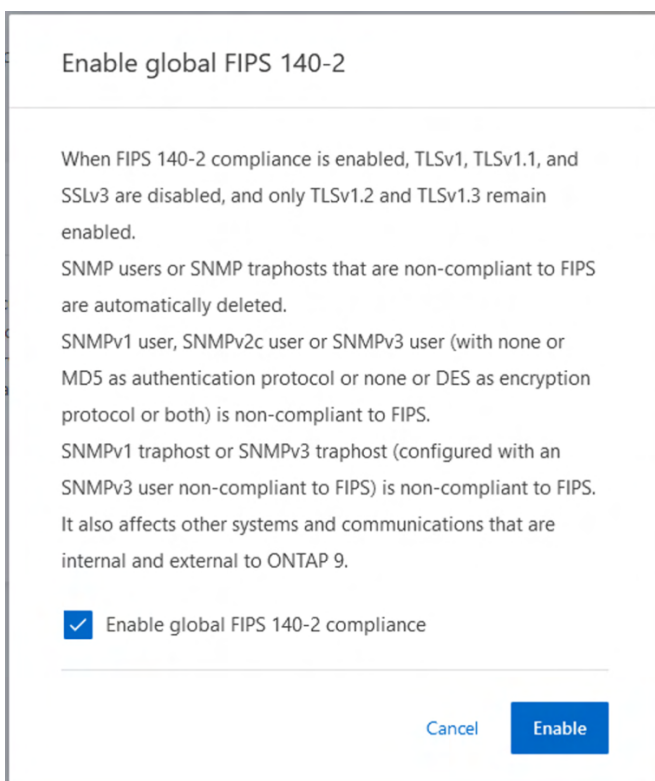 Enable global FIPS 140-2
When FIPS 140-2 compliance is enabled, TLSv1, TLSv1.1, and
SSLv3 are disabled, and only TLSv1.2 and TLSv1.3 remain
enabled.
SNMP users or SNMP traphosts that are non-compliant to FIPS
are automatically deleted.
SNMPv1 user, SNMPv2c user or SNMPv3 user (with none or
MD5 as authentication protocol or none or DES as encryption
protocol or both) is non-compliant to FIPS.
SNMPv1 traphost or SNMPv3 traphost (configured with an
SNMPv3 user non-compliant to FIPS) is non-compliant to FIPS.
It also affects other systems and communications that are
internal and external to ONTAP 9.
Enable global FIPS 140-2 compliance
Cancel Enable